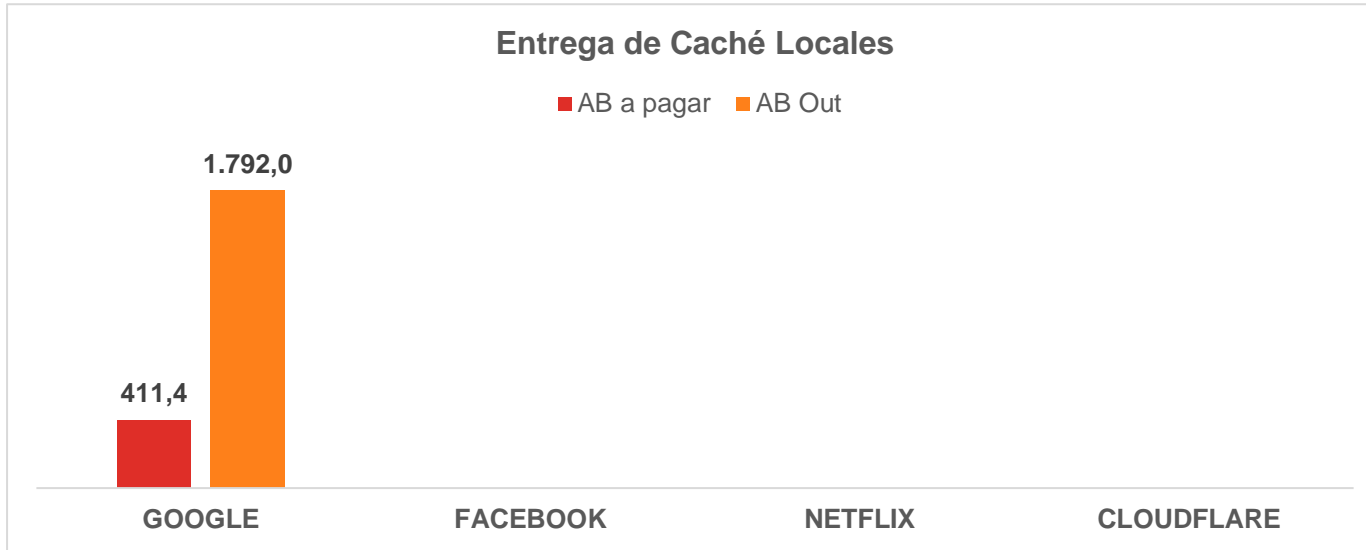 Entrega de Caché Locales
AB a pagar AB Out
1.792,0
411,4
GOOGLE FACEBOOK NETFLIX CLOUDFLARE